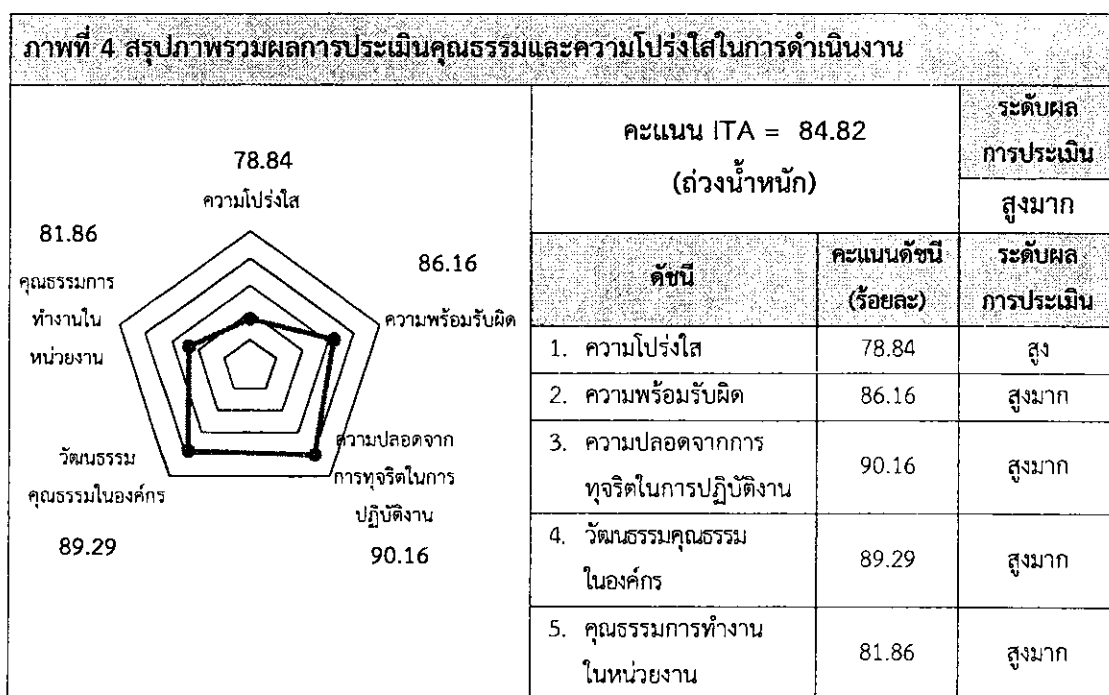 ภาพที่ 4 สรุปภาพรวมผลการประเมินคุณธรรมและความโปร่งใสในการดำเนินงาน
78.84
ความโปร่งใส
81.86
คุณธรรมการ
ทำงานใน
หน่วยงาน
86.16
ความพร้อมรับผิด
วัฒนธรรม
คุณธรรมในองค์กร
89.29
ความปลอดจาก
การทุจริตในการ
ปฏิบัติงาน
90.16
คะแนน ITA = 84.82
(ถ่วงน้ำหนัก)
ระดับผล
การประเมิน
สูงมาก
ดัชนี
คะแนนดัชนี
(ร้อยละ)
ระดับผล
การประเมิน
1. ความโปร่งใส 78.84 สูง
2. ความพร้อมรับผิด 86.16 สูงมาก
3. ความปลอดจากการ
ทุจริตในการปฏิบัติงาน
90.16 สูงมาก
4. วัฒนธรรมคุณธรรม
ในองค์กร
89.29 สูงมาก
5. คุณธรรมการทำงาน
ในหน่วยงาน
81.86 สูงมาก